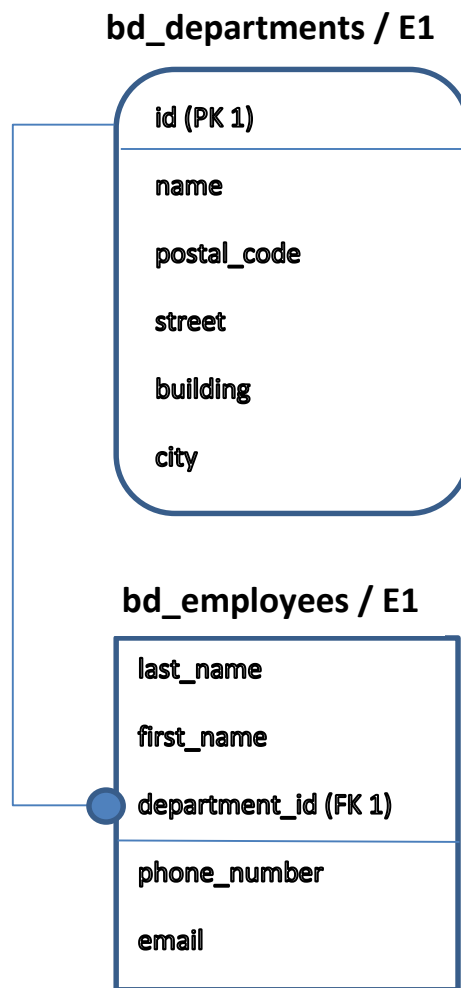 bd_departments / E1
id (PK 1)
name
postal_code
street
building
city
bd_employees / E1
last_name
first_name
department_id (FK 1)
phone_number
email